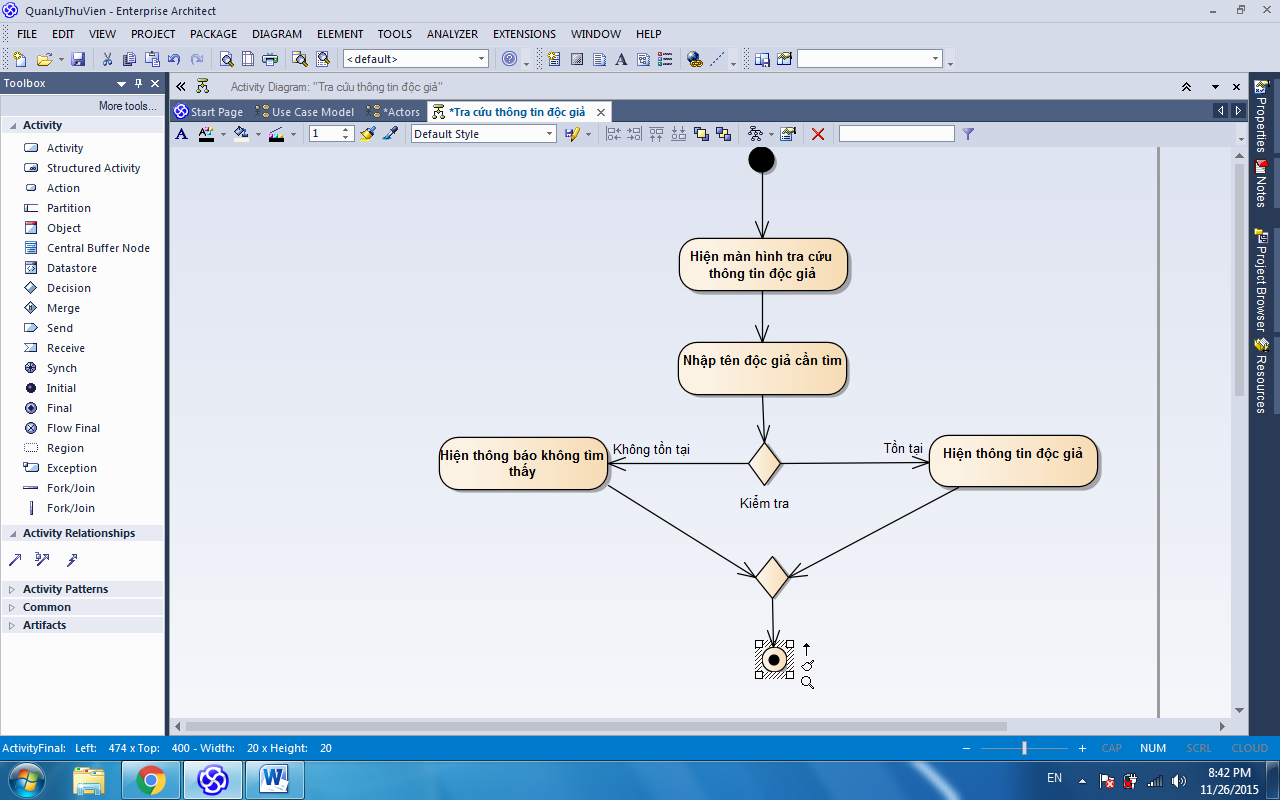 QuanLyThuVien - Enterprise Architect
FILE EDIT VIEW PROJECT PACKAGE DIAGRAM ELEMENT TOOLS ANALYZER EXTENSIONS WINDOW HELP
<default>
Toolbox
Activity Diagram: "Tra cứu thông tin độc giả"
More tools...
Start Page Use Case Model *Actors *Tra cứu thông tin độc giả
1 Default Style
Activity
Activity
Structured Activity
Action
Partition
Object
Central Buffer Node
Datastore
Decision
Merge
Send
Receive
Synch
Initial
Final
Flow Final
Region
Exception
Fork/Join
Fork/Join
Activity Relationships
Activity Patterns
Common
Artifacts
Hiện màn hình tra cứu
thông tin độc giả
Nhập tên độc giả cần tìm
Hiện thông báo không tìm
thấy
Không tồn tại
Tồn tại
Hiện thông tin độc giả
Kiểm tra
Properties
Notes
Project Browser
Resources
ActivityFinal: Left: 474 x Top: 400 - Width: 20 x Height: 20
CAP NUM SCRL CLOUD
EN
8:42 PM
11/26/2015